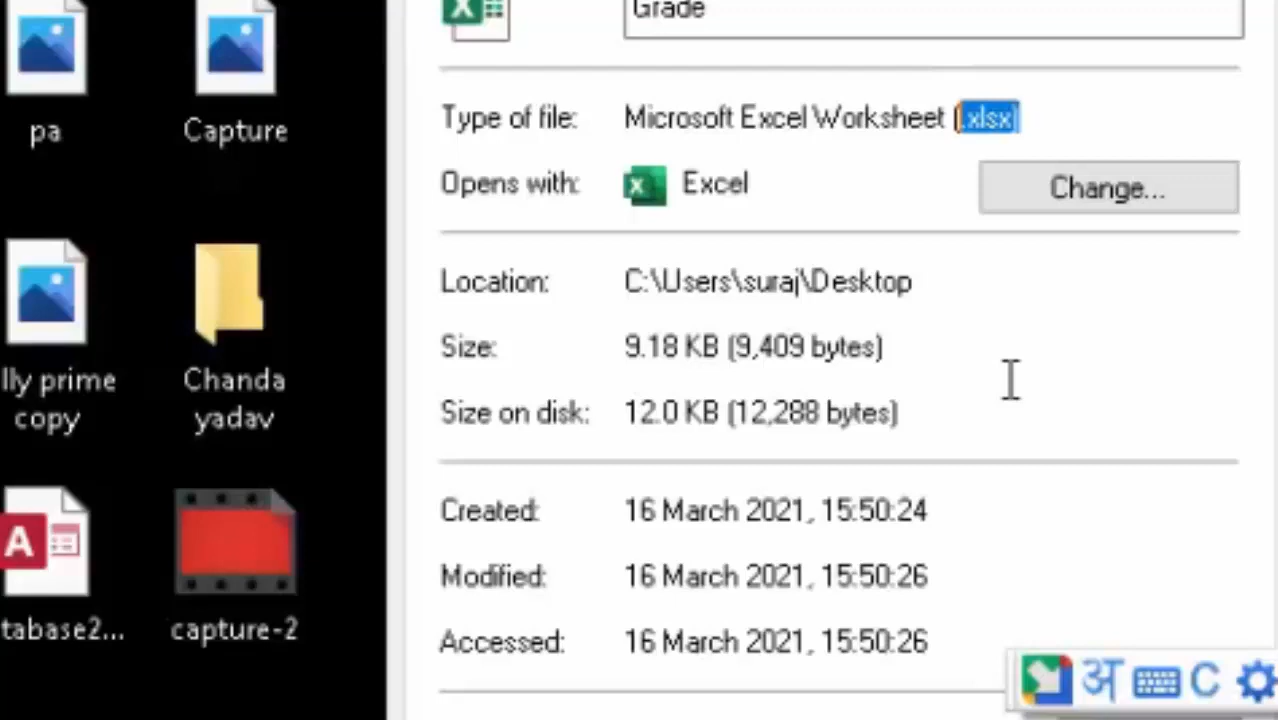 Grade
Type of file: Microsoft Excel Worksheet (.xlsx)
Opens with: Excel
Change...
Location: C:\Users\suraj\Desktop
Size: 9.18 KB (9,409 bytes)
Size on disk: 12.0 KB (12,288 bytes)
Created: 16 March 2021, 15:50:24
Modified: 16 March 2021, 15:50:26
Accessed: 16 March 2021, 15:50:26
pa
Capture
lly prime
copy
Chanda
yadav
tabase2...
capture-2
अ
C